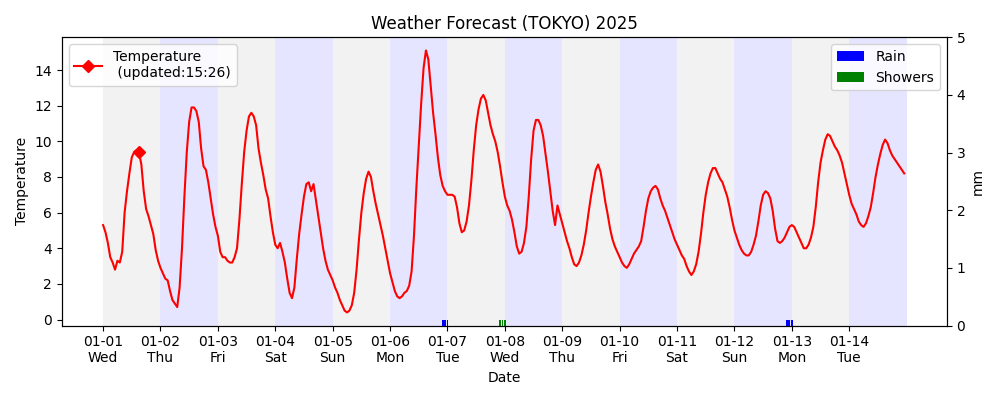 Weather Forecast (TOKYO) 2025
Temperature
(updated:15:26)
Rain
Showers
Temperature
14
12
10
8
6
4
2
0
5
4
3
2
1
0
mm
01-01 01-02 01-03 01-04 01-05 01-06 01-07 01-08 01-09 01-10 01-11 01-12 01-13 01-14
Wed Thu Fri Sat Sun Mon Tue Wed Thu Fri Sat Sun Mon Tue
Date